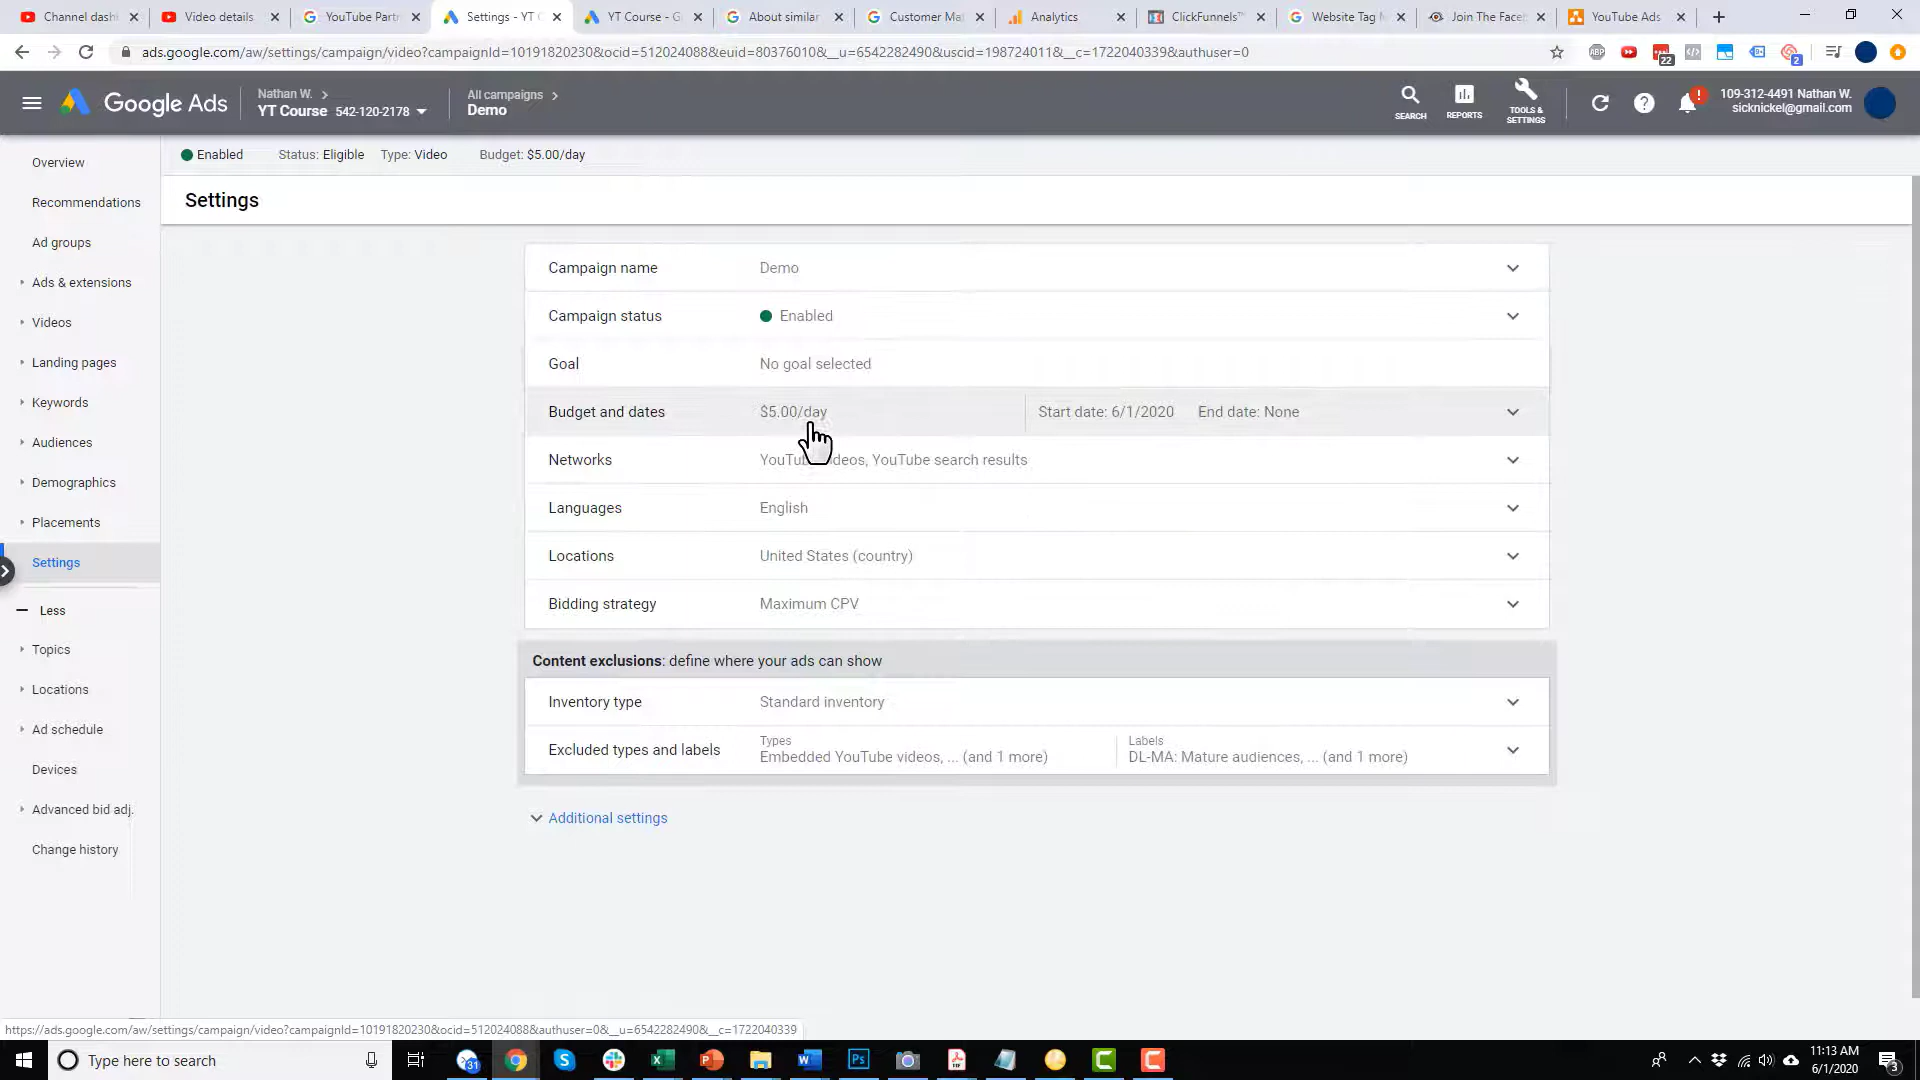 Channel dash
Video details
YouTube Part
Settings - YT C
YT Course - G
About similar
Customer Ma
Analytics
ClickFunnels™
Website Tag M
Join The Faceb
YouTube Ads
ads.google.com/aw/settings/campaign/video?campaignId=10191820230&ocid=512024088&euid=80376010&__u=6542282490&uscid=198724011&__c=1722040339&authuser=0
ABP
22
2
Google Ads
Nathan W.
YT Course 542-120-2178
All campaigns
Demo
SEARCH
REPORTS
TOOLS &
SETTINGS
109-312-4491 Nathan W.
sicknickel@gmail.com
Enabled Status: Eligible Type: Video Budget: $5.00/day
Overview
Recommendations
Ad groups
Ads & extensions
Videos
Landing pages
Keywords
Audiences
Demographics
Placements
Settings
Less
Topics
Locations
Ad schedule
Devices
Advanced bid adj.
Change history
Settings
Campaign name Demo
Campaign status Enabled
Goal No goal selected
Budget and dates $5.00/day Start date: 6/1/2020 End date: None
Networks YouTube videos, YouTube search results
Languages English
Locations United States (country)
Bidding strategy Maximum CPV
Content exclusions: define where your ads can show
Inventory type Standard inventory
Excluded types and labels
Types
Embedded YouTube videos, ... (and 1 more)
Labels
DL-MA: Mature audiences, ... (and 1 more)
Additional settings
https://ads.google.com/aw/settings/campaign/video?campaignId=10191820230&ocid=512024088&authuser=0&__u=6542282490&__c=1722040339
Type here to search
31
11:13 AM
6/1/2020
3